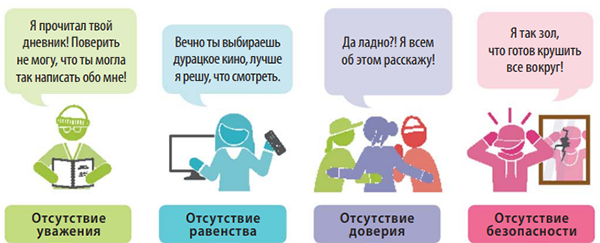 Я прочитал твой
дневник! Поверить
не могу, что ты могла
так написать обо мне!
Вечно ты выбираешь
дурацкое кино, лучше
я решу, что смотреть.
Да ладно?! Я всем
об этом расскажу!
Я так зол,
что готов крушить
все вокруг!
Отсутствие
уважения
Отсутствие
равенства
Отсутствие
доверия
Отсутствие
безопасности